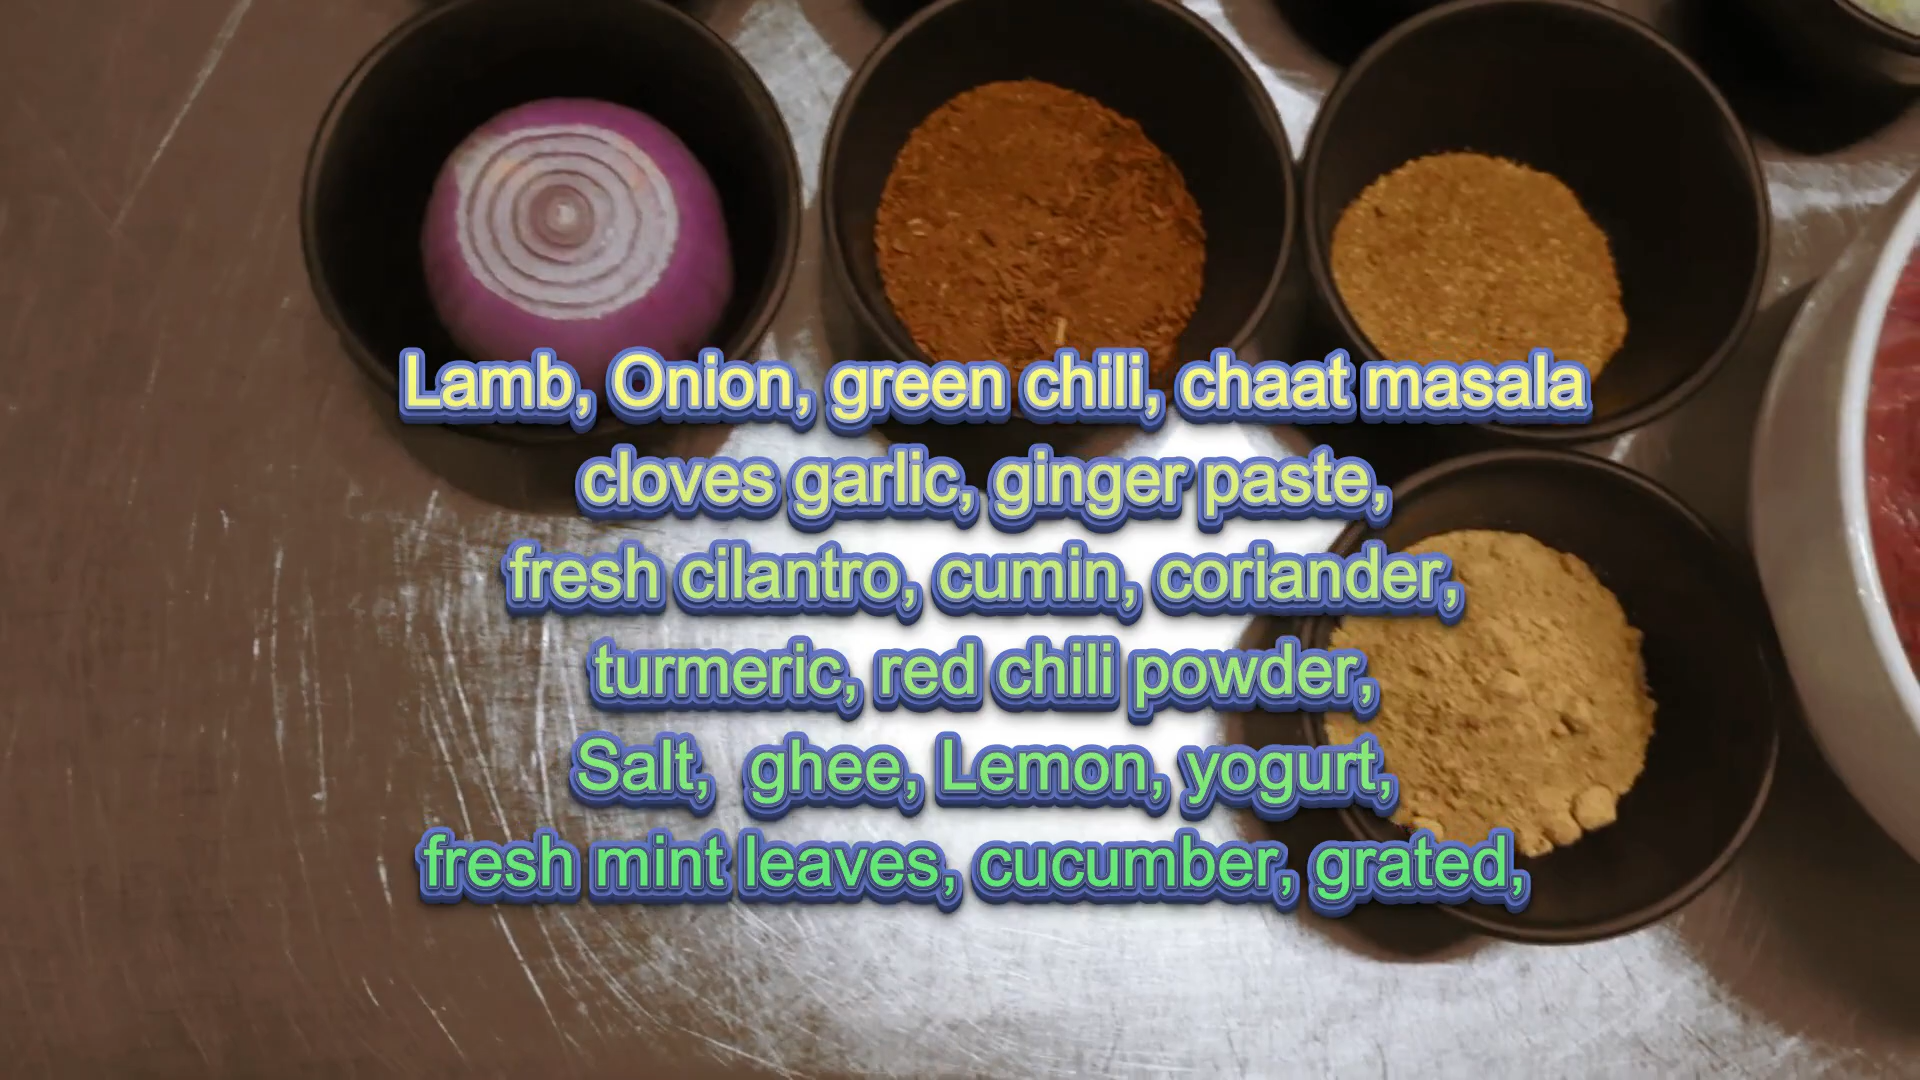 Lamb, Onion, green chili, chaat masala
cloves garlic, ginger paste,
fresh cilantro, cumin, coriander,
turmeric, red chili powder,
Salt,  ghee, Lemon, yogurt,
fresh mint leaves, cucumber, grated,